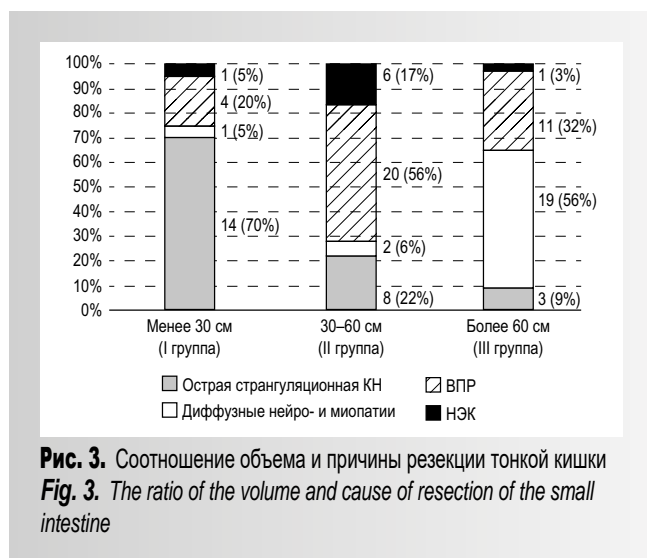 100%
90%
80%
70%
60%
50%
40%
30%
20%
10%
0%
1 (5%)
4 (20%)
1 (5%)
14 (70%)
6 (17%)
20 (56%)
2 (6%)
8 (22%)
1 (3%)
11 (32%)
19 (56%)
3 (9%)
Менее 30 см
(I группа)
30–60 см
(II группа)
Более 60 см
(III группа)
Острая странгуляционная КН
ВПР
Диффузные нейро- и миопатии
НЭК
Рис. 3. Соотношение объема и причины резекции тонкой кишки
Fig. 3. The ratio of the volume and cause of resection of the small
intestine